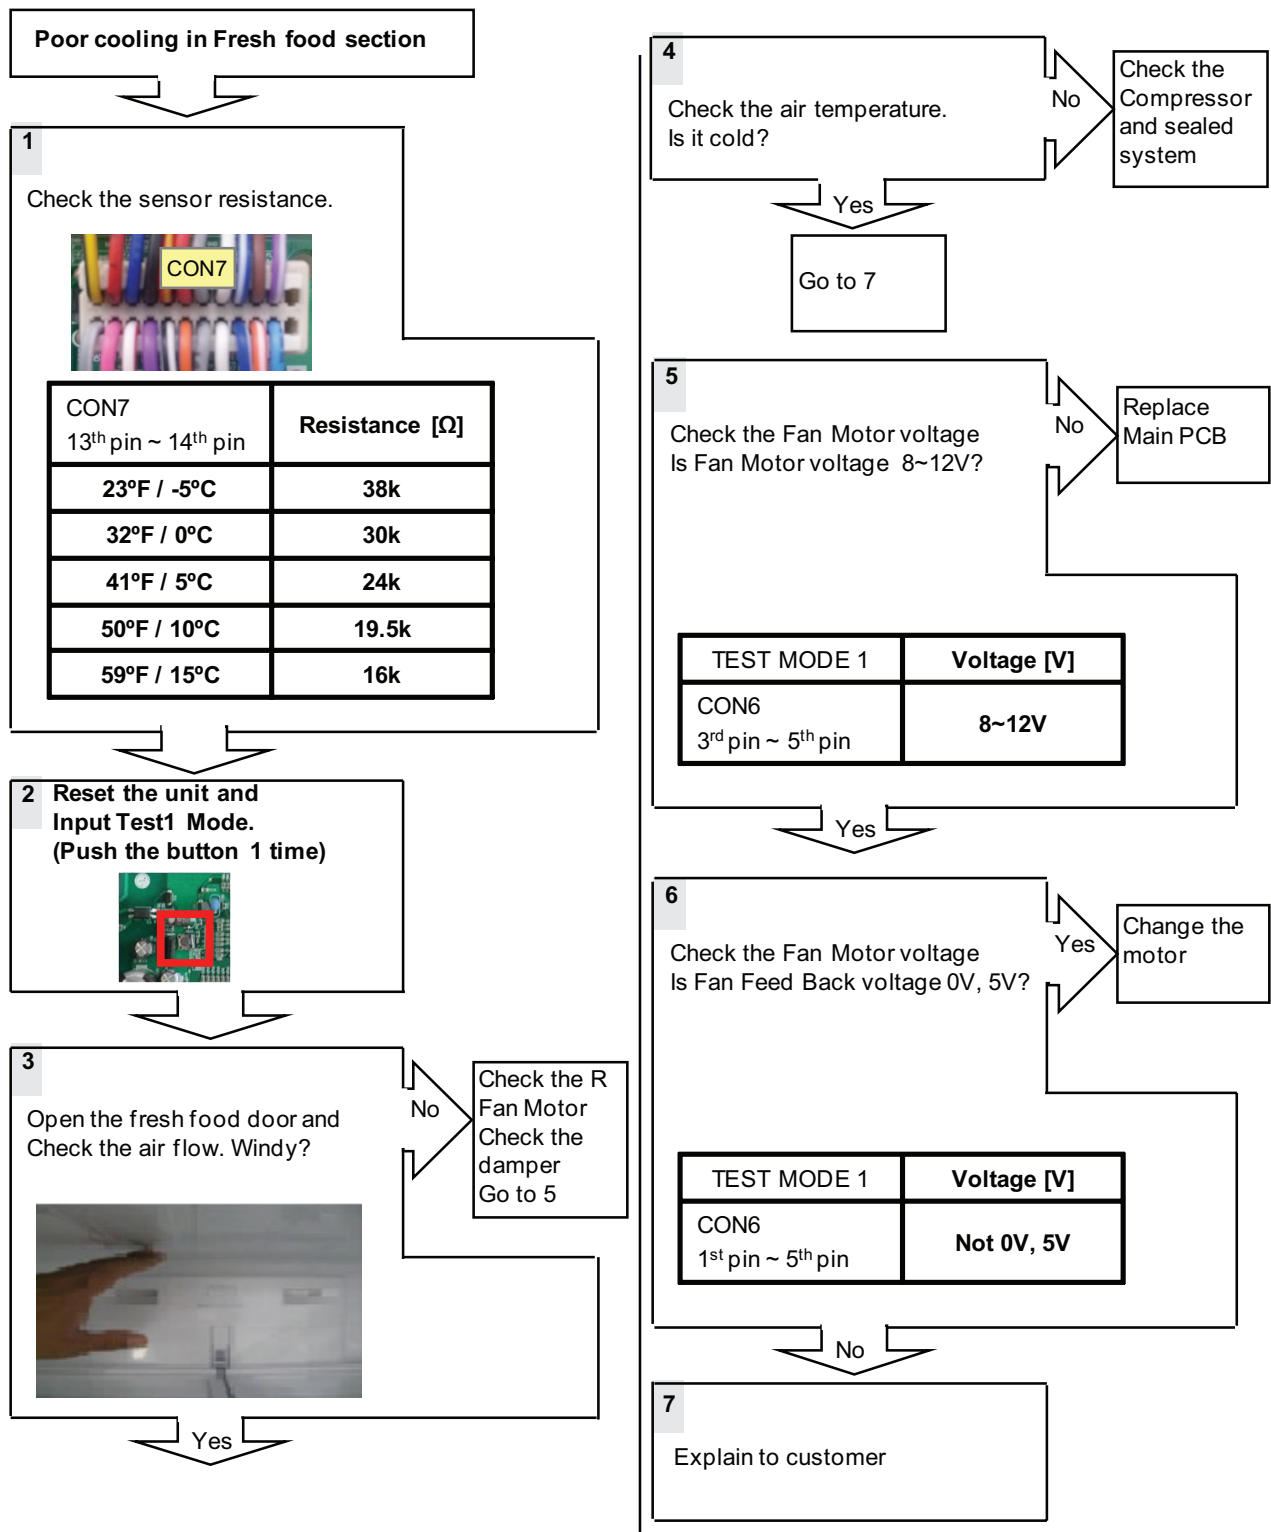 Poor cooling in Fresh food section
1
Check the sensor resistance.
CON7
CON7
13th pin ~ 14th pin
Resistance [Ω]
23ºF / -5ºC
38k
32ºF / 0ºC
30k
41ºF / 5ºC
24k
50ºF / 10ºC
19.5k
59ºF / 15ºC
16k
2
Reset the unit and
Input Test1 Mode.
(Push the button 1 time)
3
Open the fresh food door and
Check the air flow. Windy?
No
Check the R
Fan Motor
Check the
damper
Go to 5
Yes
4
Check the air temperature.
Is it cold?
No
Check the
Compressor
and sealed
system
Yes
Go to 7
5
Check the Fan Motor voltage
Is Fan Motor voltage 8~12V?
No
Replace
Main PCB
TEST MODE 1
Voltage [V]
CON6
3rd pin ~ 5th pin
8~12V
Yes
6
Check the Fan Motor voltage
Is Fan Feed Back voltage 0V, 5V?
Yes
Change the
motor
TEST MODE 1
Voltage [V]
CON6
1st pin ~ 5th pin
Not 0V, 5V
No
7
Explain to customer